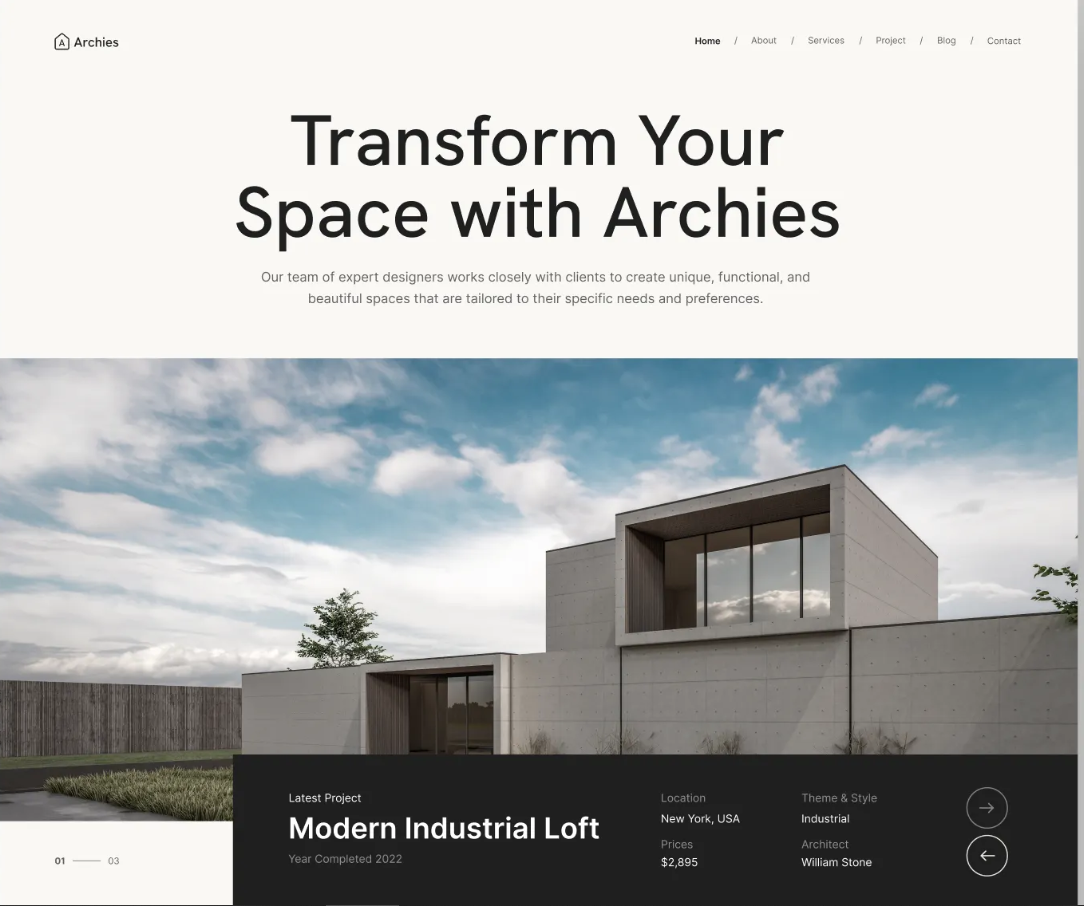 A Archies
Home / About / Services / Project / Blog / Contact
Transform Your
Space with Archies
Our team of expert designers works closely with clients to create unique, functional, and
beautiful spaces that are tailored to their specific needs and preferences.
Latest Project
Modern Industrial Loft
Year Completed 2022
Location
New York, USA
Prices
$2,895
Theme & Style
Industrial
Architect
William Stone
01 03